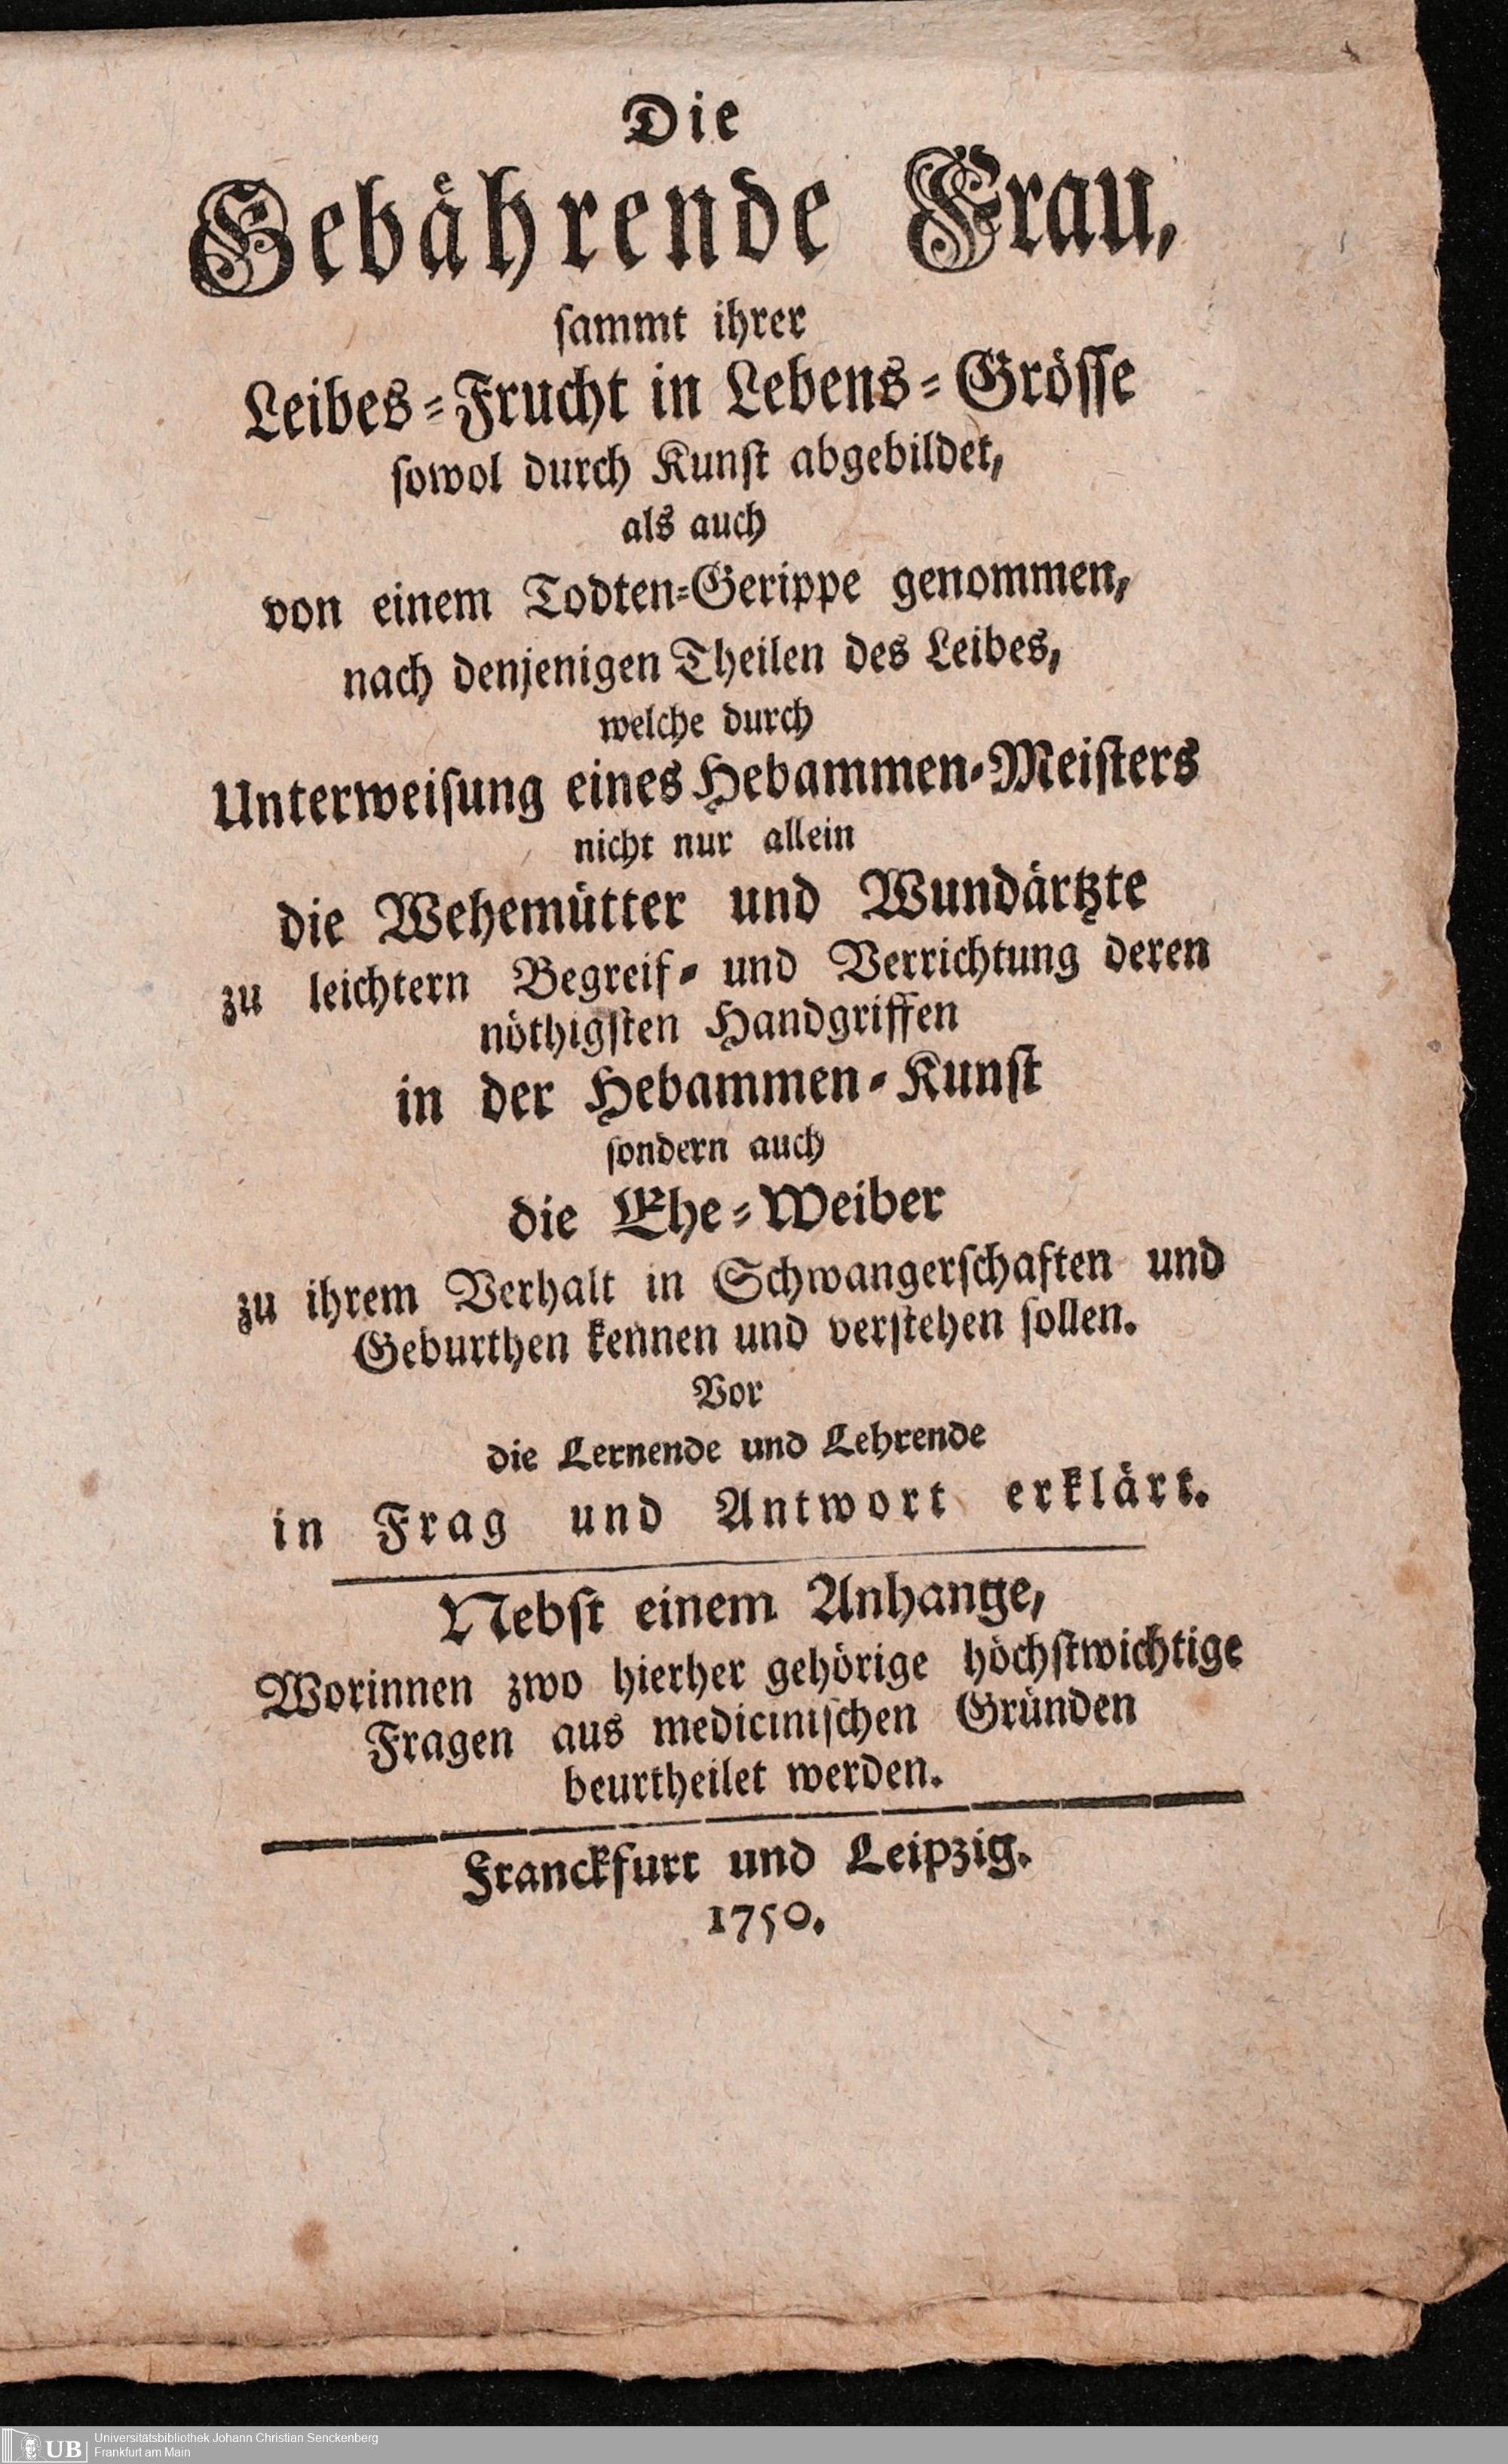 Die
Gebährende Frau,
sammt ihrer
Leibes-Frucht in Lebens-Grösse
sowol durch Kunst abgebildet,
als auch
von einem Todten-Gerippe genommen,
nach denjenigen Theilen des Leibes,
welche durch
Unterweisung eines Hebammen-Meisters
nicht nur allein
die Wehemütter und Wundärtzte
zu leichtern Begreif- und Verrichtung deren
nöthigsten Handgriffen
in der Hebammen-Kunst
sondern auch
die Ehe-Weiber
zu ihrem Verhalt in Schwangerschaften und
Geburthen kennen und verstehen sollen.
Vor
die Lernende und Lehrende
in Frag und Antwort erklärt.
Nebst einem Anhange,
Worinnen zwo hierher gehörige höchstwichtige
Fragen aus medicinischen Gründen
beurtheilet werden.
Franckfurt und Leipzig.
1750.
UB
Universitätsbibliothek Johann Christian Senckenberg
Frankfurt am Main